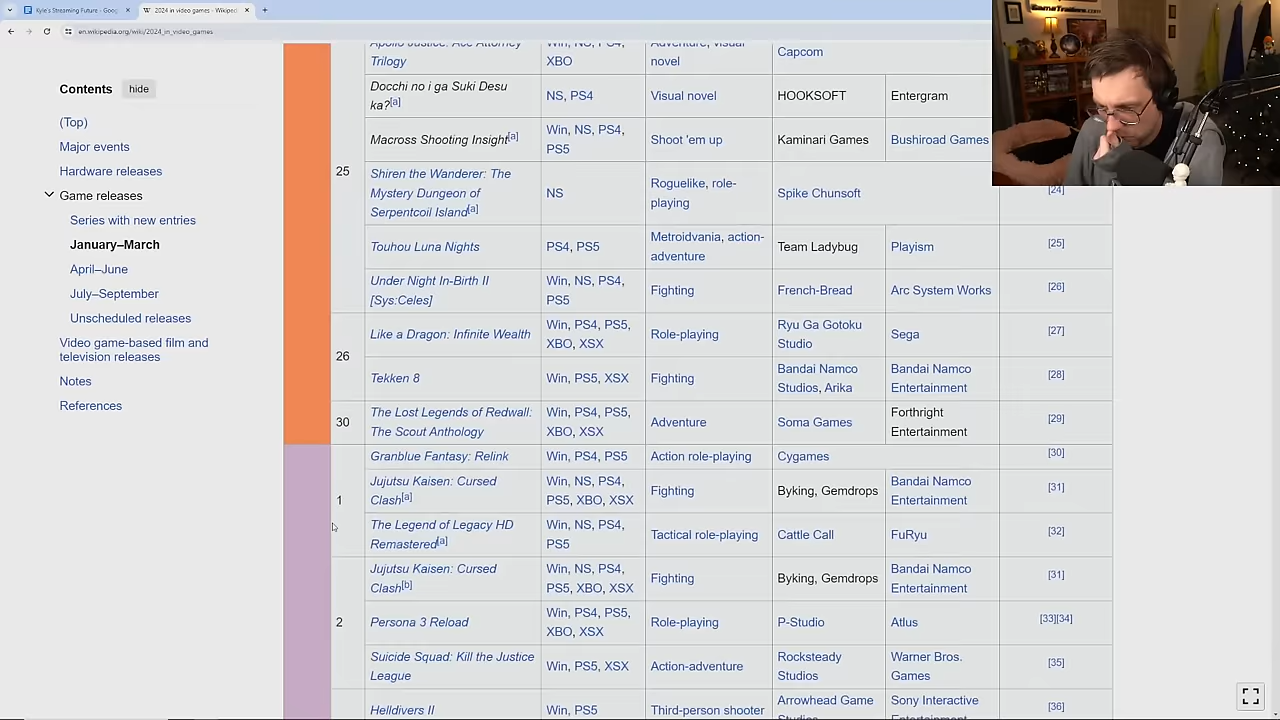 Kyle's Streaming Future - Goog
2024 in video games - Wikiped
en.wikipedia.org/wiki/2024_in_video_games
GameTraders.com
Contents
hide
(Top)
Major events
Hardware releases
Game releases
Series with new entries
January–March
April–June
July–September
Unscheduled releases
Video game-based film and
television releases
Notes
References
Apollo Justice: Ace Attorney
Trilogy
Win, NS, PS4,
XBO
Adventure, visual
novel
Capcom
25
Docchi no i ga Suki Desu
ka?[a]
NS, PS4
Visual novel
HOOKSOFT
Entergram
Macross Shooting Insight[a]
Win, NS, PS4,
PS5
Shoot 'em up
Kaminari Games
Bushiroad Games
Shiren the Wanderer: The
Mystery Dungeon of
Serpentcoil Island[a]
NS
Roguelike, role-
playing
Spike Chunsoft
[24]
Touhou Luna Nights
PS4, PS5
Metroidvania, action-
adventure
Team Ladybug
Playism
[25]
Under Night In-Birth II
[Sys:Celes]
Win, NS, PS4,
PS5
Fighting
French-Bread
Arc System Works
[26]
26
Like a Dragon: Infinite Wealth
Win, PS4, PS5,
XBO, XSX
Role-playing
Ryu Ga Gotoku
Studio
Sega
[27]
Tekken 8
Win, PS5, XSX
Fighting
Bandai Namco
Studios, Arika
Bandai Namco
Entertainment
[28]
30
The Lost Legends of Redwall:
The Scout Anthology
Win, PS4, PS5,
XBO, XSX
Adventure
Soma Games
Forthright
Entertainment
[29]
1
Granblue Fantasy: Relink
Win, PS4, PS5
Action role-playing
Cygames
[30]
Jujutsu Kaisen: Cursed
Clash[a]
Win, NS, PS4,
PS5, XBO, XSX
Fighting
Byking, Gemdrops
Bandai Namco
Entertainment
[31]
The Legend of Legacy HD
Remastered[a]
Win, NS, PS4,
PS5
Tactical role-playing
Cattle Call
FuRyu
[32]
2
Jujutsu Kaisen: Cursed
Clash[b]
Win, NS, PS4,
PS5, XBO, XSX
Fighting
Byking, Gemdrops
Bandai Namco
Entertainment
[31]
Persona 3 Reload
Win, PS4, PS5,
XBO, XSX
Role-playing
P-Studio
Atlus
[33][34]
Suicide Squad: Kill the Justice
League
Win, PS5, XSX
Action-adventure
Rocksteady
Studios
Warner Bros.
Games
[35]
Helldivers II
Win, PS5
Third-person shooter
Arrowhead Game
Studios
Sony Interactive
Entertainment
[36]